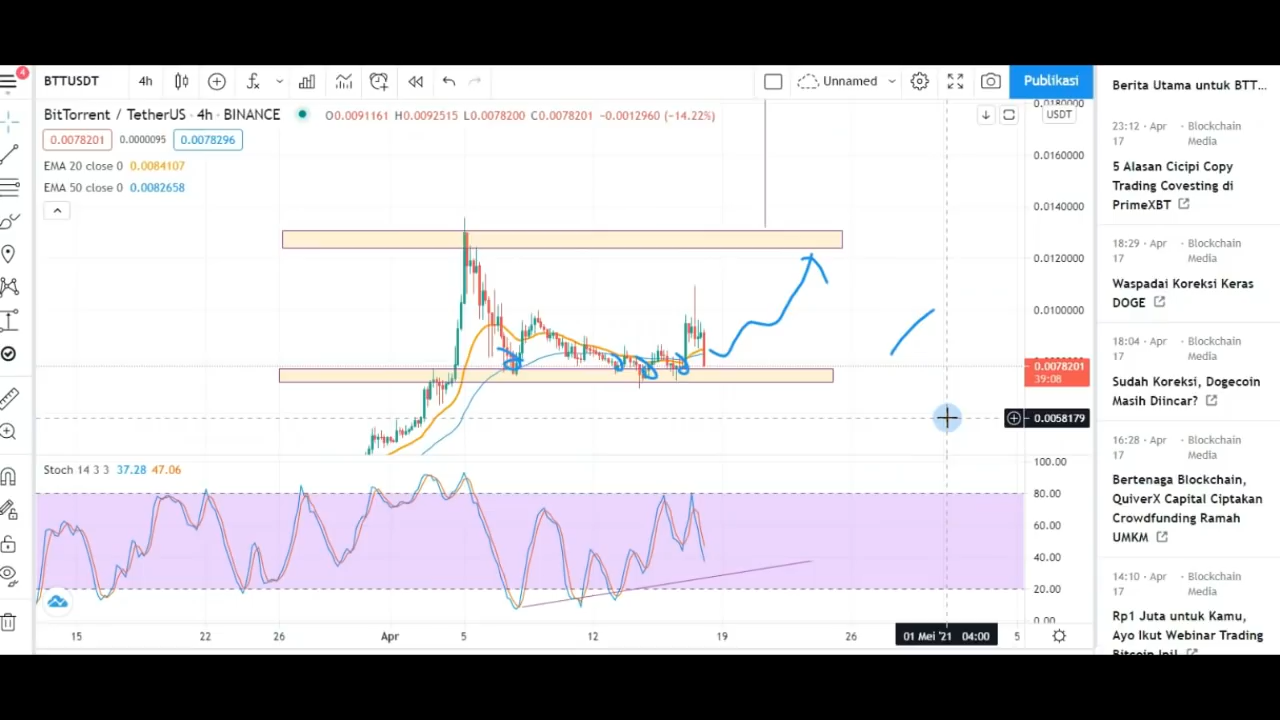 4
BTTUSDT
4h
Unnamed
Publikasi
BitTorrent / TetherUS · 4h · BINANCE
O0.0091161 H0.0092515 L0.0078200 C0.0078201 -0.0012960 (-14.22%)
0.0078201
0.0000095
0.0078296
EMA 20 close 0 0.0084107
EMA 50 close 0 0.0082658
USDT
0.0180000
0.0160000
0.0140000
0.0120000
0.0100000
0.0078201
39:08
0.0058179
Stoch 14 3 3 37.28 47.06
100.00
80.00
60.00
40.00
20.00
0.00
15
22
26
Apr
5
12
19
26
01 Mei '21 04:00
5
Berita Utama untuk BTT...
23:12 · Apr 17 · Blockchain Media
5 Alasan Cicipi Copy
Trading Covesting di
PrimeXBT
18:29 · Apr 17 · Blockchain Media
Waspadai Koreksi Keras
DOGE
18:04 · Apr 17 · Blockchain Media
Sudah Koreksi, Dogecoin
Masih Diincar?
16:28 · Apr 17 · Blockchain Media
Bertenaga Blockchain,
QuiverX Capital Ciptakan
Crowdfunding Ramah
UMKM
14:10 · Apr 17 · Blockchain Media
Rp1 Juta untuk Kamu,
Ayo Ikut Webinar Trading
Bitcoin Ini!